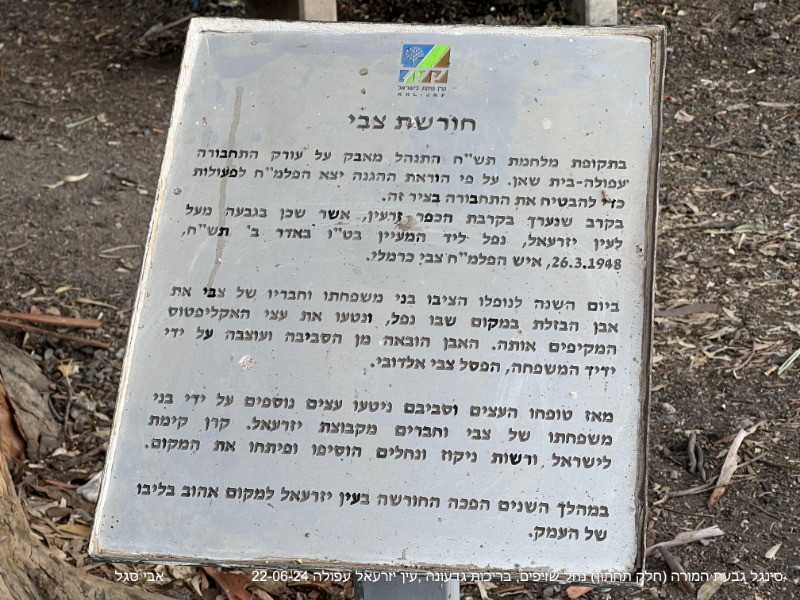 קרן קימת לישראל
KKL-JNF
חורשת צבי
בתקופת מלחמת תש"ח התנהל מאבק על עורק התחבורה
עפולה-בית שאן. על פי הוראת ההגנה יצא הפלמ"ח לפעולות
כדי להבטיח את התחבורה בציר זה.
בקרב שנערך בקרבת הכפר זרעין, אשר שכן בגבעה מעל
לעין יזרעאל, נפל ליד המעיין בט"ו באדר ב' תש"ח,
26.3.1948, איש הפלמ"ח צבי כרמלי.
ביום השנה לנופלו הציבו בני משפחתו וחבריו של צבי את
אבן הבזלת במקום שבו נפל, ונטעו את עצי האקליפטוס
המקיפים אותה. האבן הובאה מן הסביבה ועוצבה על ידי
ידיד המשפחה, הפסל צבי אלדובי.
מאז טופחו העצים וסביבם ניטעו עצים נוספים על ידי בני
משפחתו של צבי וחברים מקבוצת יזרעאל. קרן קימת
לישראל ורשות ניקוז ונחלים הוסיפו ופיתחו את המקום.
במהלך השנים הפכה החורשה בעין יזרעאל למקום אהוב בליבו
של העמק.
סינגל גבעת המורה (חלק תחתון) נחל שזיפים, בריכות גדעונה, עין יזרעאל עפולה 22-06-24 אבי סגל